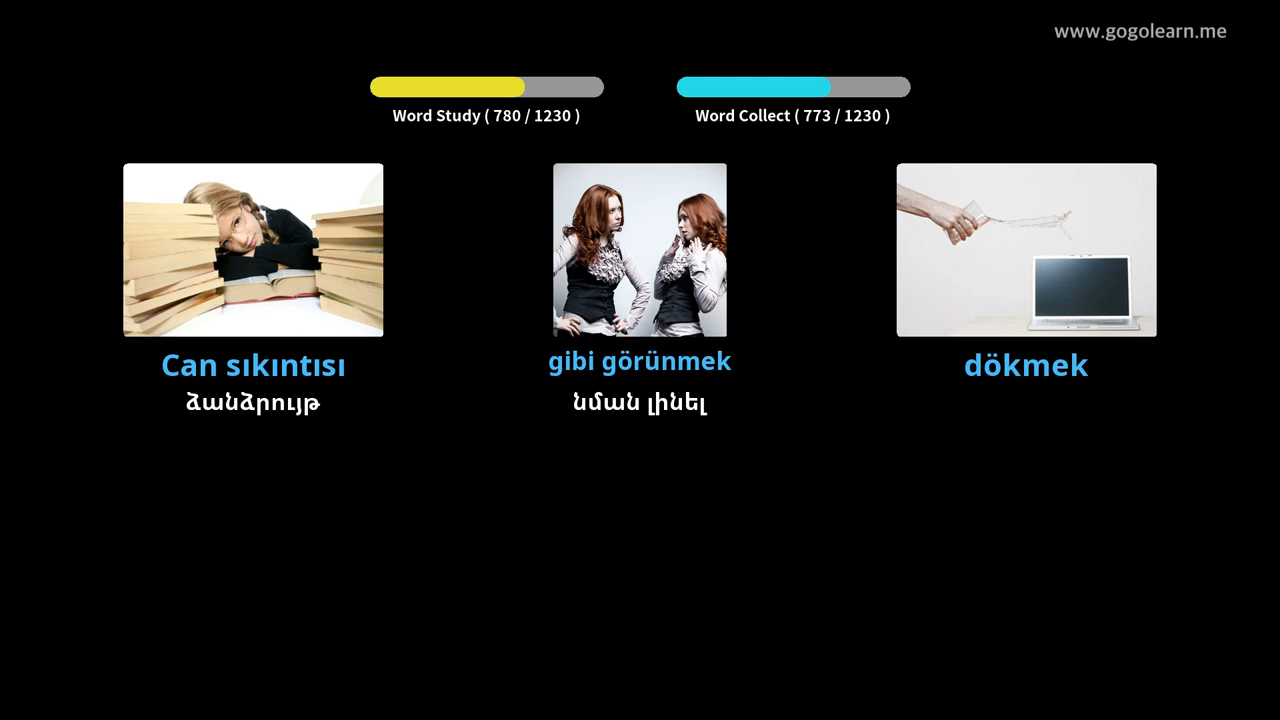 www.gogolearn.me
Word Study ( 780 / 1230 )
Word Collect ( 773 / 1230 )
Can sıkıntısı
ձանձրույթ
gibi görünmek
նման լինել
dökmek